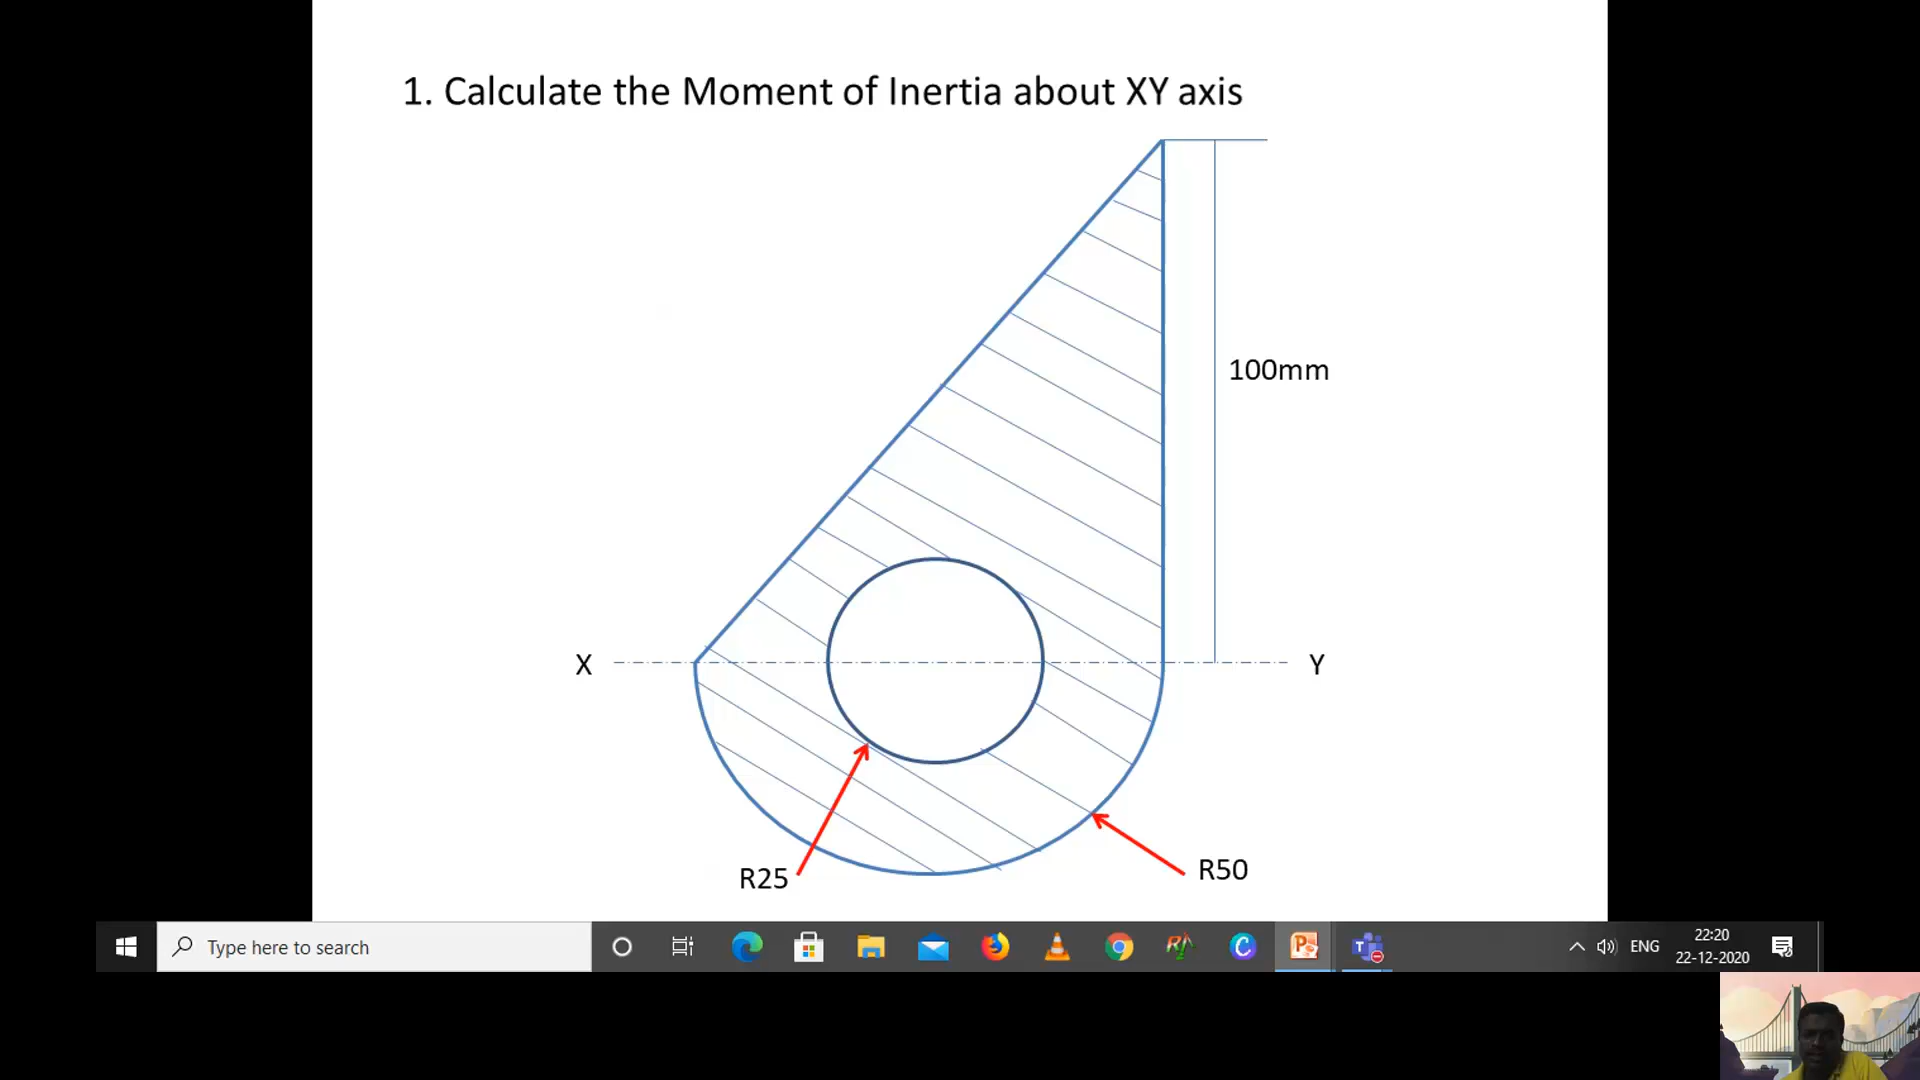 1. Calculate the Moment of Inertia about XY axis
100mm
X
Y
R25
R50
Type here to search
ENG
22:20
22-12-2020